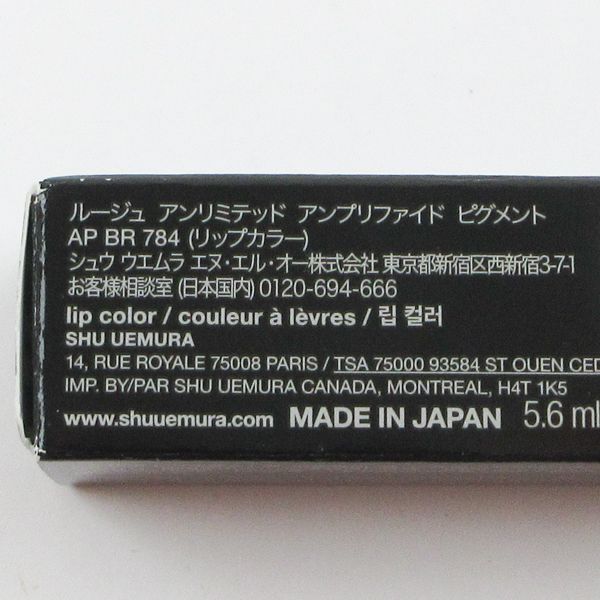 ルージュ アンリミテッド アンプリファイド ピグメント
AP BR 784 (リップカラー)
シュウ ウエムラ エヌ・エル・オー株式会社 東京都新宿区西新宿3-7-1
お客様相談室 (日本国内) 0120-694-666
lip color / couleur à lèvres / 립 컬러
SHU UEMURA
14, RUE ROYALE 75008 PARIS / TSA 75000 93584 ST OUEN CED
IMP. BY/PAR SHU UEMURA CANADA, MONTREAL, H4T 1K5
www.shuuemura.com MADE IN JAPAN 5.6 ml